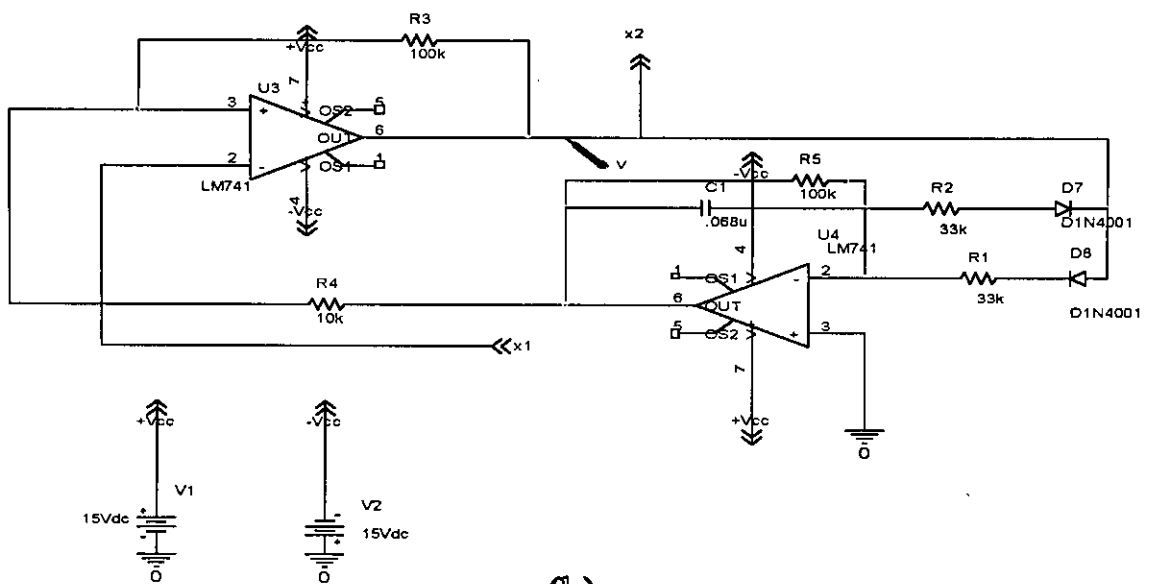 R3
100k
x2
+Vcc
7
U3
3
+
OS2
5
OUT
6
2
-
OS1
1
LM741
4
-Vcc
V
-Vcc
R5
100k
C1
.068u
R2
33k
D7
D1N4001
U4
LM741
4
1
OS1
-
2
R1
33k
D8
D1N4001
R4
10k
6
OUT
5
OS2
+
3
7
x1
+Vcc
0
+Vcc
-Vcc
V1
15Vdc
+
-
0
V2
15Vdc
-
+
0